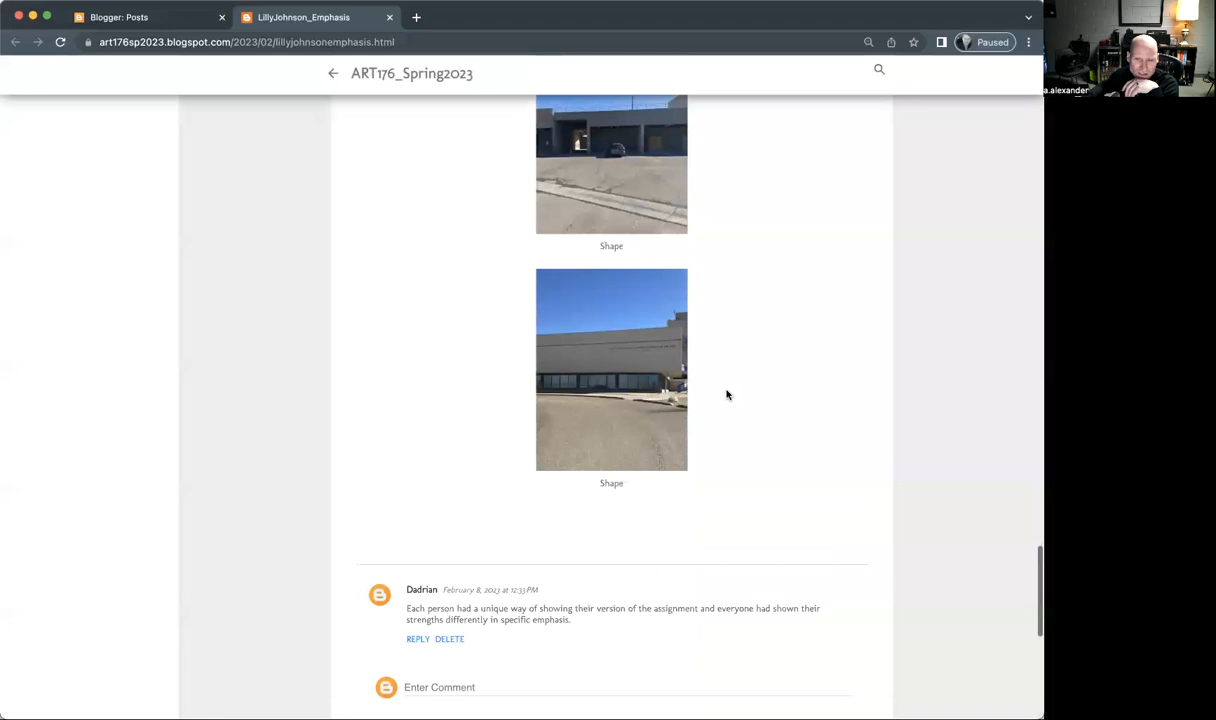 Blogger: Posts
LillyJohnson_Emphasis
art176sp2023.blogspot.com/2023/02/lillyjohnsonemphasis.html
Paused
a.alexander
ART176_Spring2023
Shape
Shape
Dadrian February 8, 2023 at 12:33 PM
Each person had a unique way of showing their version of the assignment and everyone had shown their
strengths differently in specific emphasis.
REPLY DELETE
Enter Comment